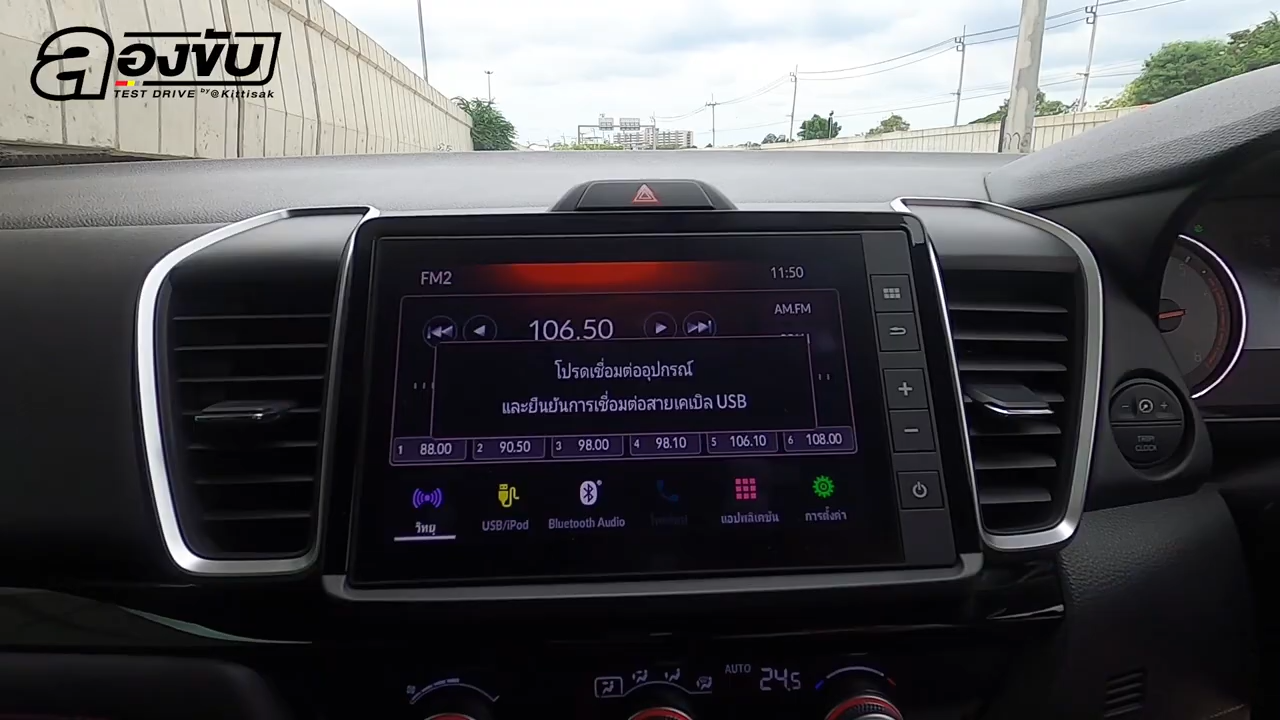 ลองขับ
TEST DRIVE by @Kittisak
FM2
11:50
AM.FM
106.50
โปรดเชื่อมต่ออุปกรณ์
และยืนยันการเชื่อมต่อสายเคเบิล USB
1 88.00 2 90.50 3 98.00 4 98.10 5 106.10 6 108.00
วิทยุ USB/iPod Bluetooth Audio แอปพลิเคชัน การตั้งค่า
TRIP/
CLOCK
AUTO 24.5